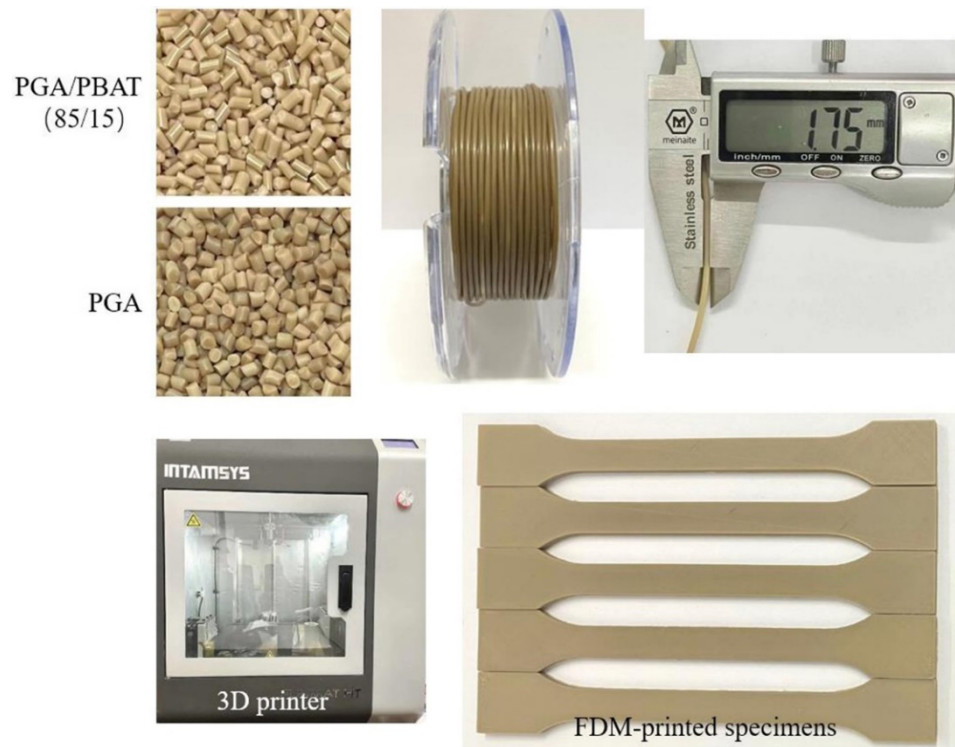 PGA/PBAT
(85/15)
PGA
meinaite
®
1.75 mm
inch/mm OFF ON ZERO
Stainless steel
INTAMSYS
3D printer
FDM-printed specimens